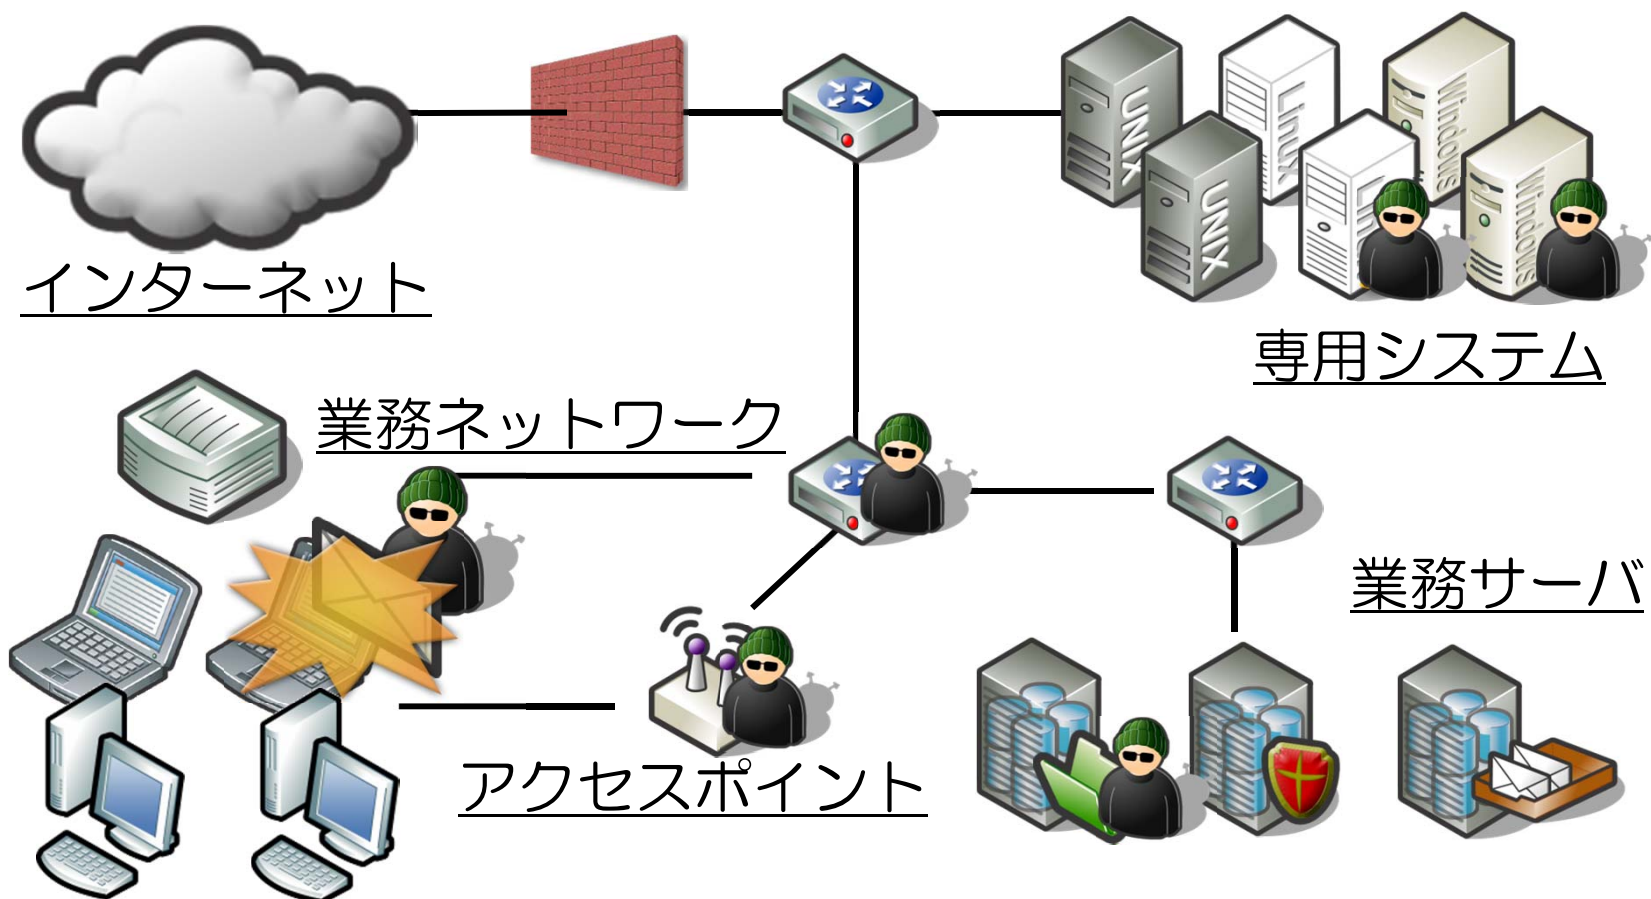 UNIX
Linux
Windows
UNIX
Windows
インターネット
専用システム
業務ネットワーク
業務サーバ
アクセスポイント